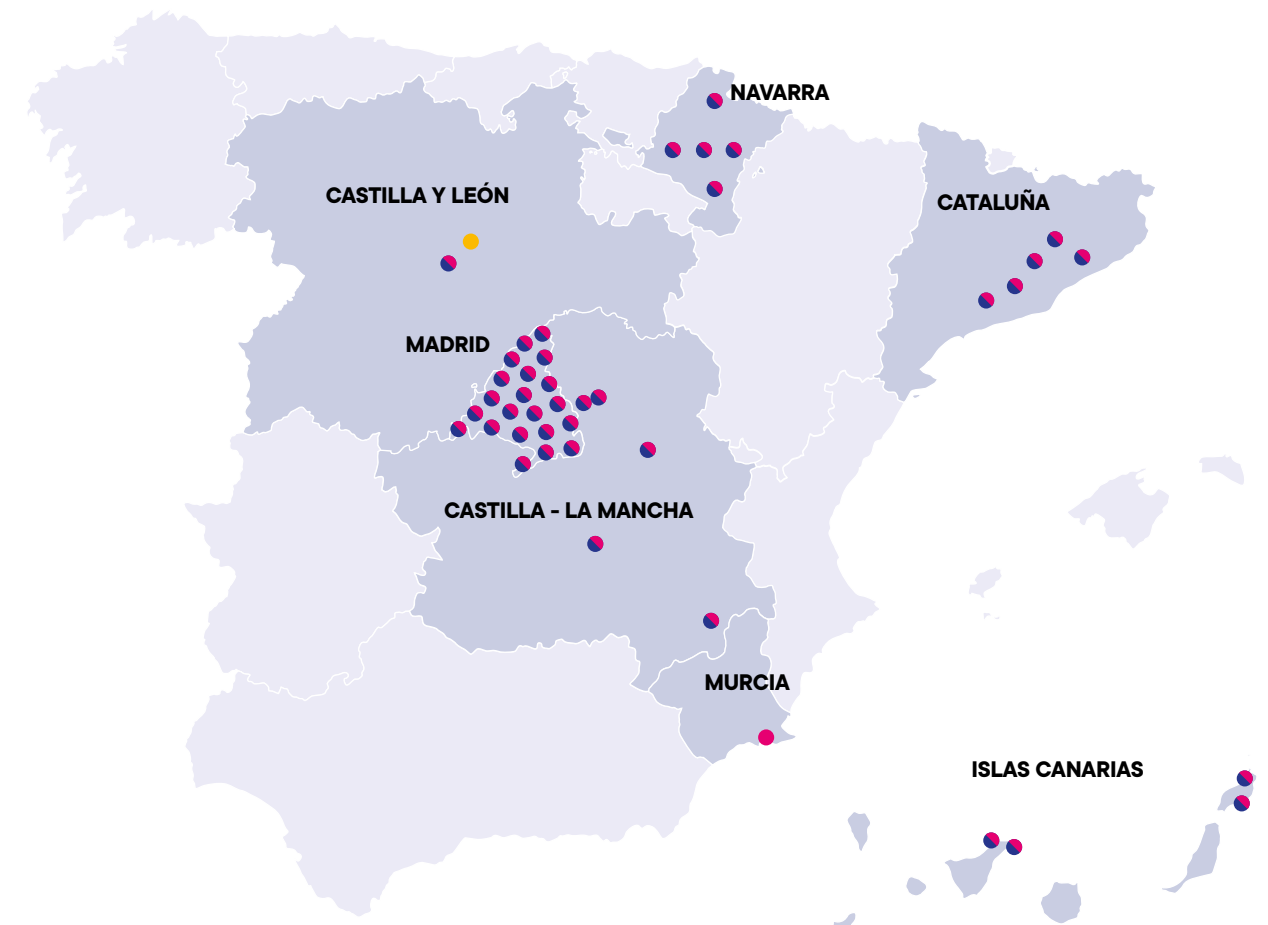 NAVARRA
CASTILLA Y LEÓN
CATALUÑA
MADRID
CASTILLA - LA MANCHA
MURCIA
ISLAS CANARIAS